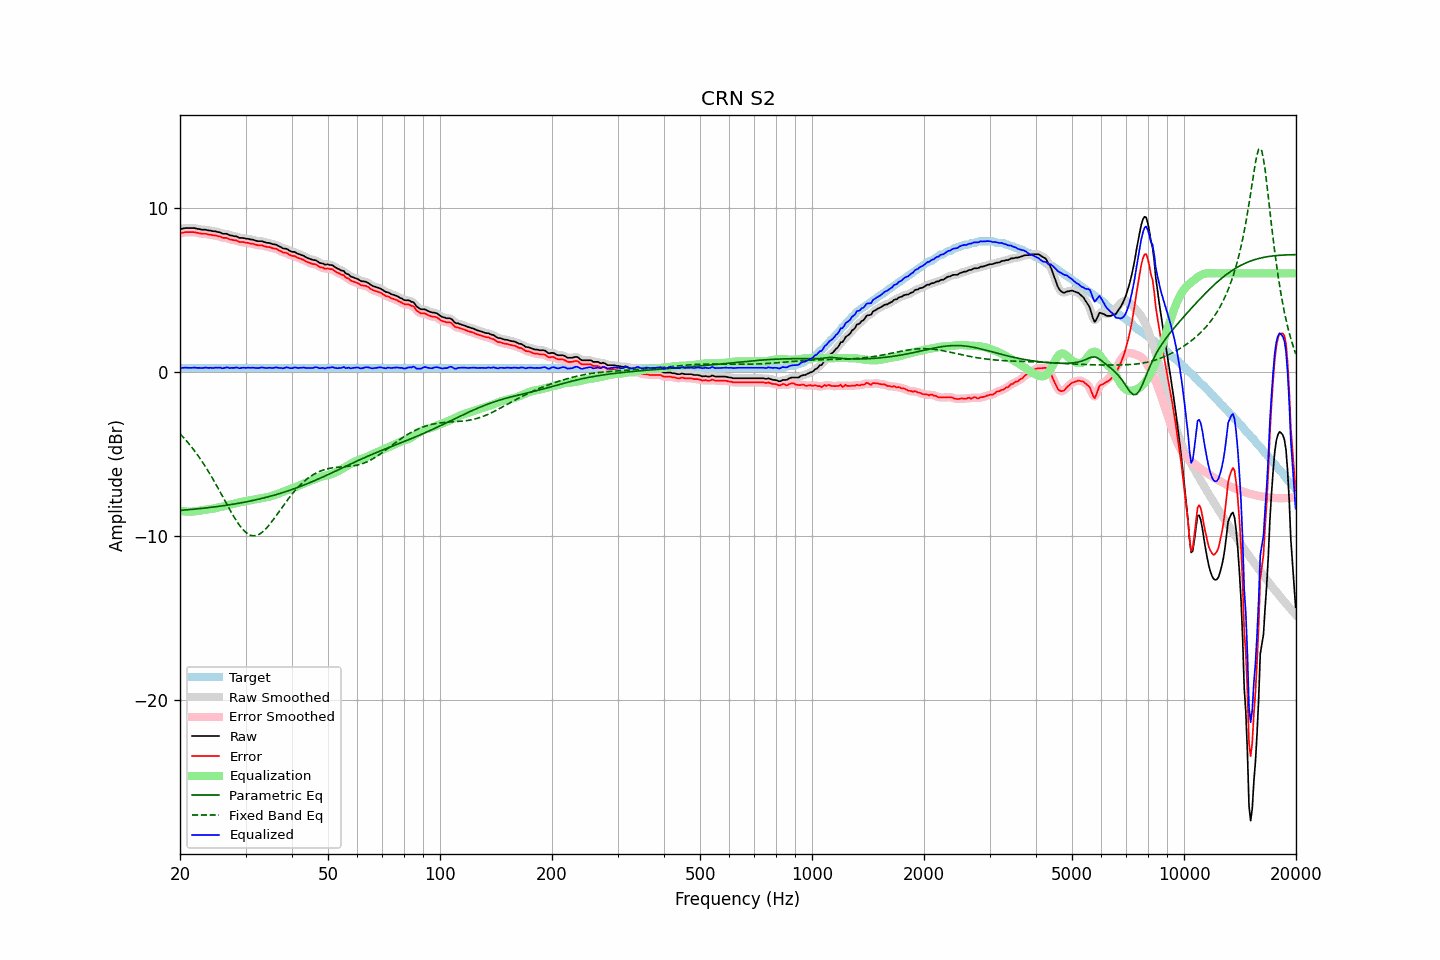 CRN S2
Amplitude (dBr)
10
0
−10
−20
Target
Raw Smoothed
Error Smoothed
Raw
Error
Equalization
Parametric Eq
Fixed Band Eq
Equalized
20 50 100 200 500 1000 2000 5000 10000 20000
Frequency (Hz)